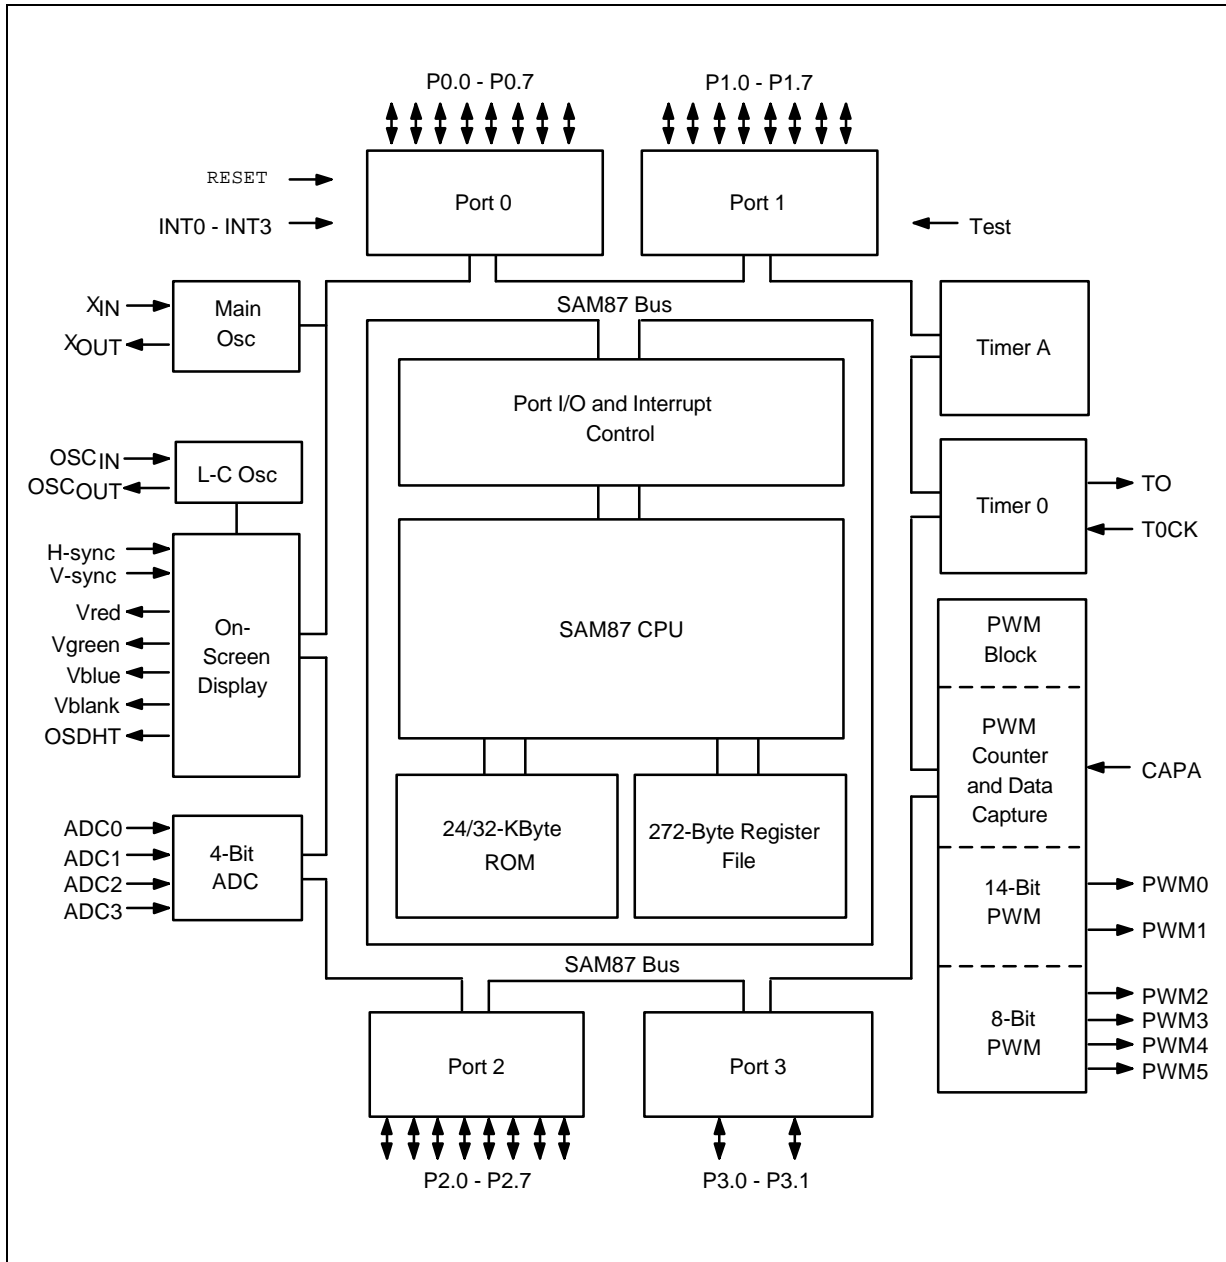 P0.0 - P0.7
P1.0 - P1.7
RESET
INT0 - INT3
Port 0
Port 1
Test
SAM87 Bus
XIN
XOUT
Main
Osc
Timer A
Port I/O and Interrupt
Control
OSCIN
OSCOUT
L-C Osc
Timer 0
TO
T0CK
H-sync
V-sync
Vred
Vgreen
Vblue
Vblank
OSDHT
On-
Screen
Display
SAM87 CPU
PWM
Block
PWM
Counter
and Data
Capture
CAPA
ADC0
ADC1
ADC2
ADC3
4-Bit
ADC
24/32-KByte
ROM
272-Byte Register
File
14-Bit
PWM
PWM0
PWM1
SAM87 Bus
8-Bit
PWM
PWM2
PWM3
PWM4
PWM5
Port 2
Port 3
P2.0 - P2.7
P3.0 - P3.1